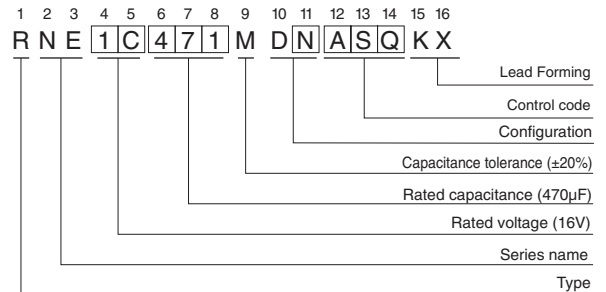 1 2 3 4 5 6 7 8 9 10 11 12 13 14 15 16
R N E 1 C 4 7 1 M D N A S Q K X
Lead Forming
Control code
Configuration
Capacitance tolerance (±20%)
Rated capacitance (470µF)
Rated voltage (16V)
Series name
Type